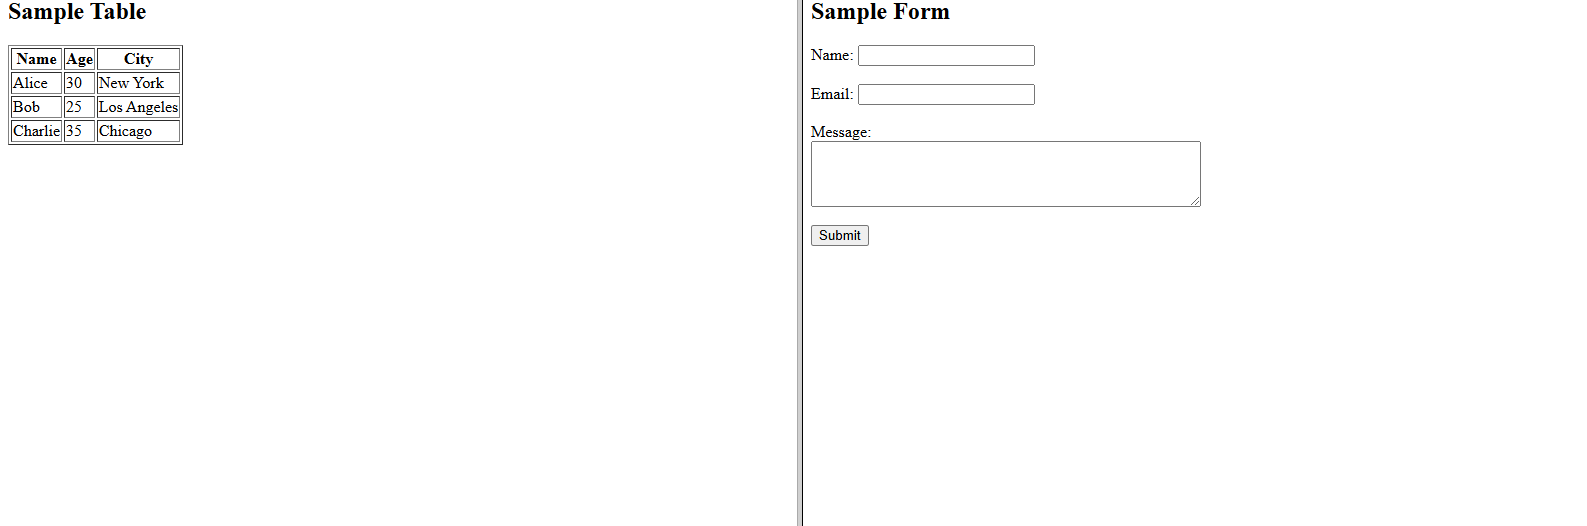 Sample Table
Name Age City
Alice 30 New York
Bob 25 Los Angeles
Charlie 35 Chicago
Sample Form
Name:
Email:
Message:
Submit